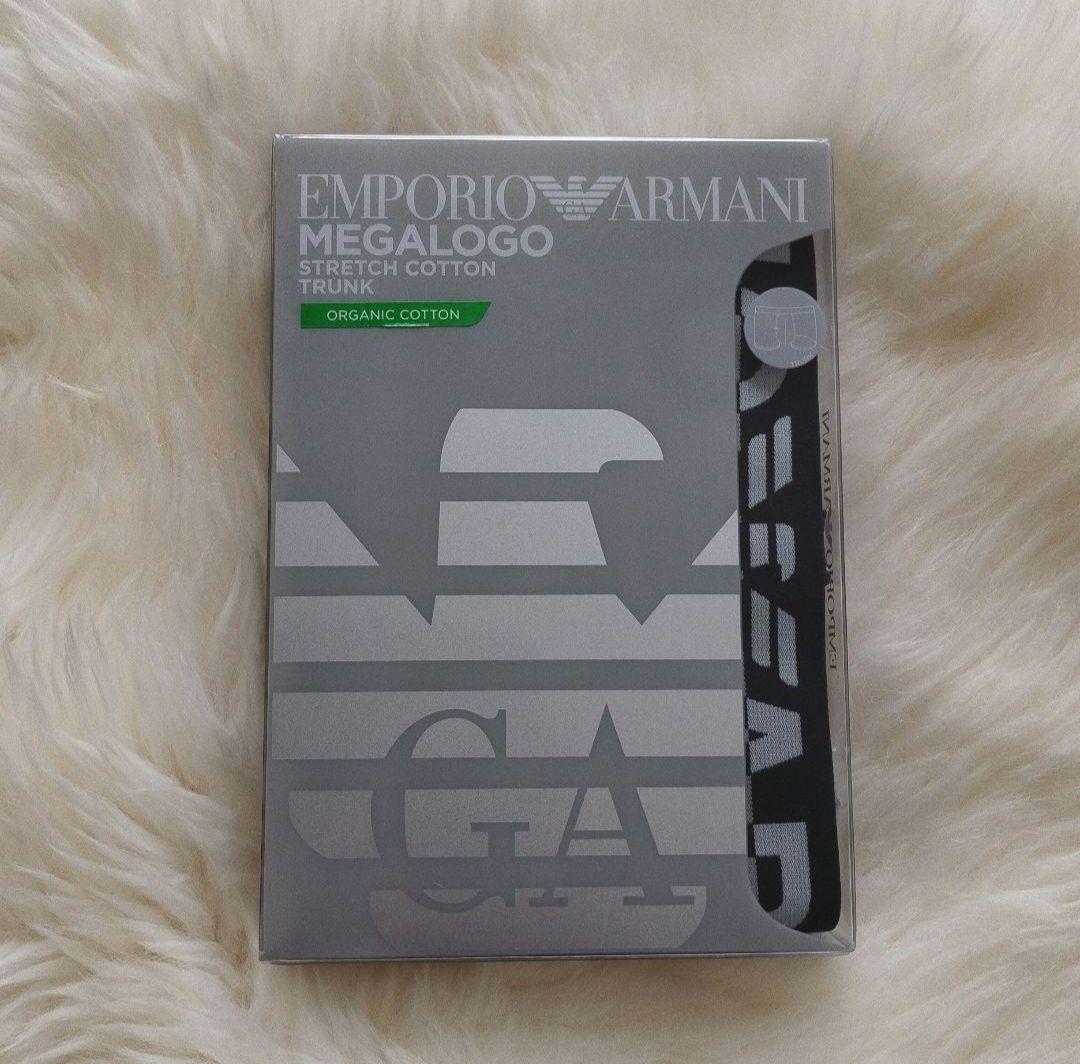 EMPORIO ARMANI
MEGALOGO
STRETCH COTTON
TRUNK
ORGANIC COTTON
GA
EMPORIO ARMANI